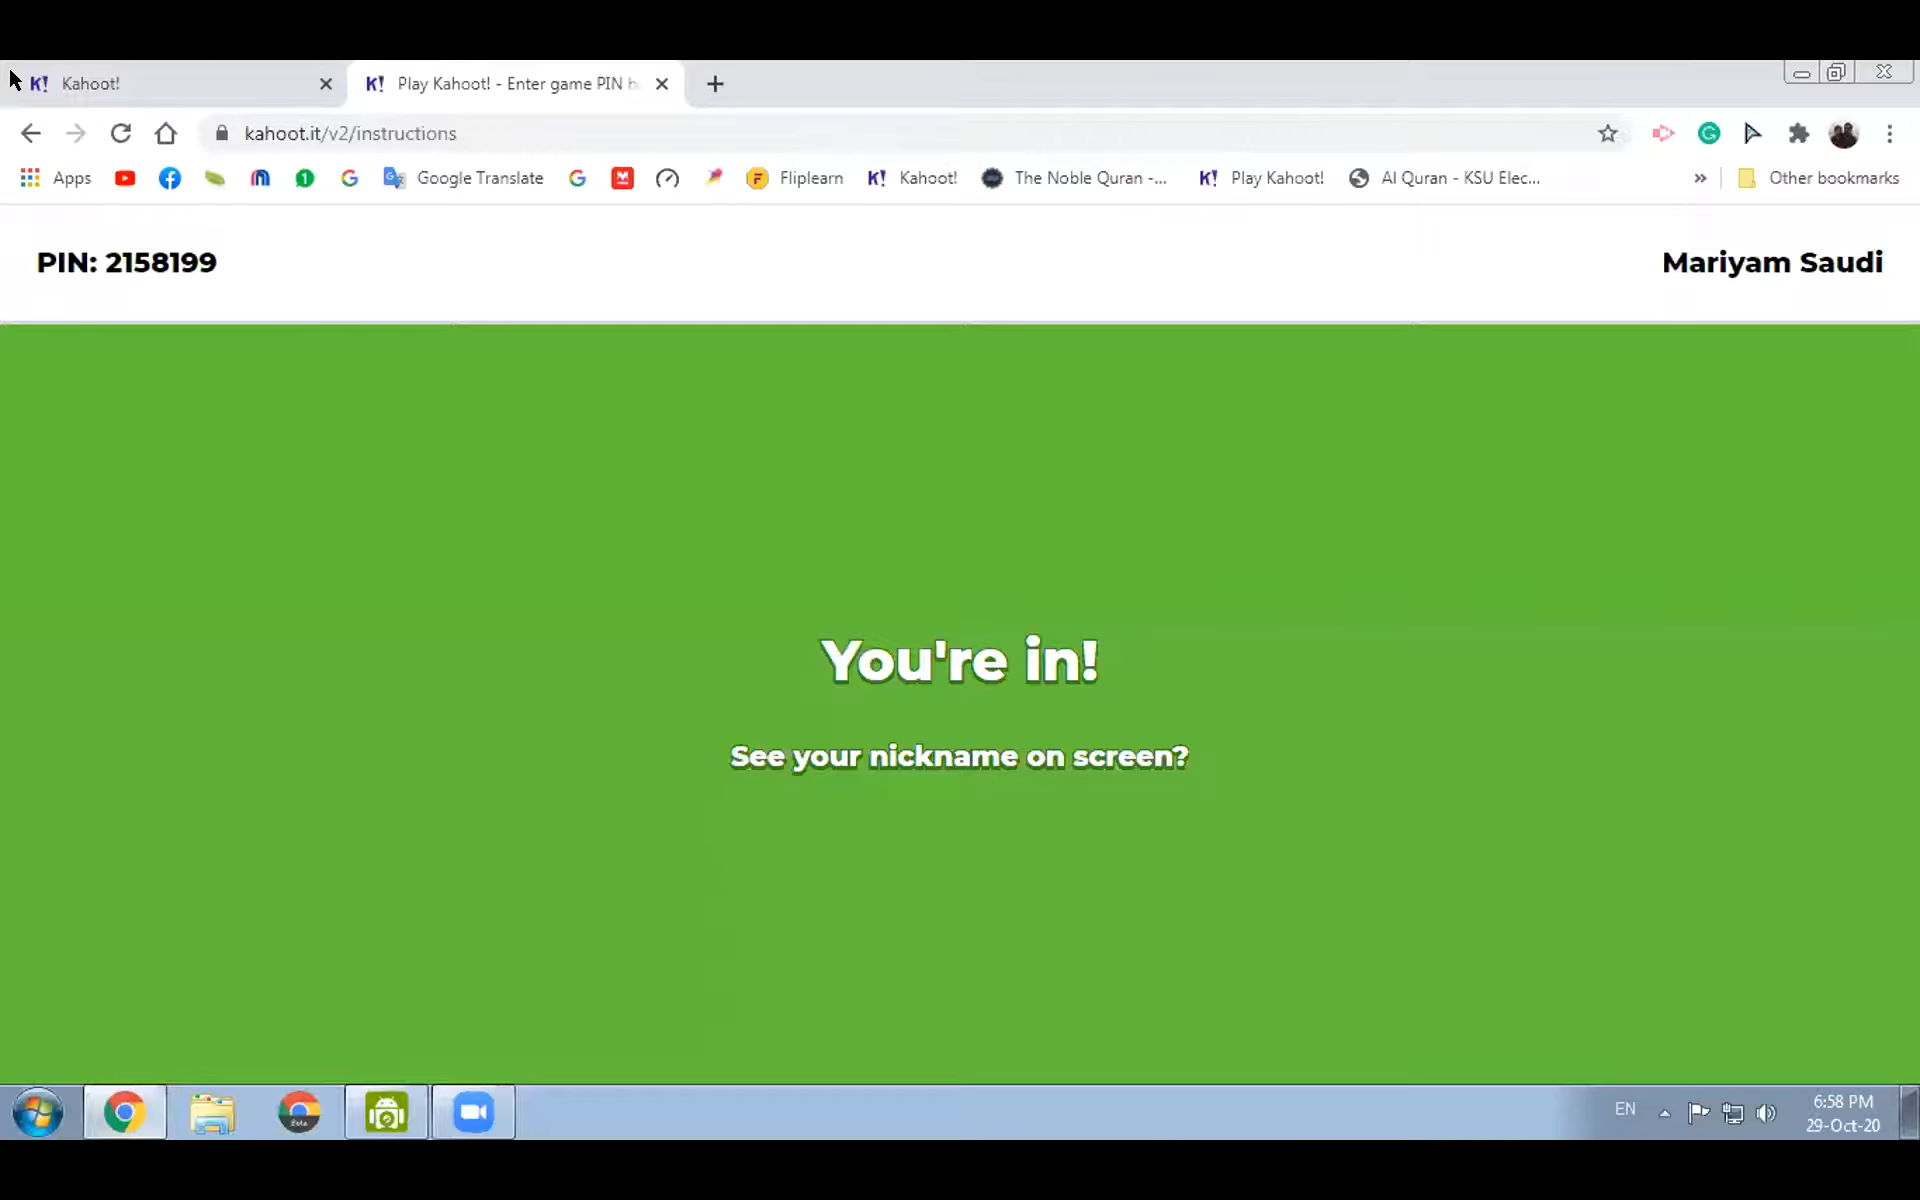 K! Kahoot!
K! Play Kahoot! - Enter game PIN
kahoot.it/v2/instructions
Apps Google Translate Fliplearn K! Kahoot! The Noble Quran -... K! Play Kahoot! Al Quran - KSU Elec... » Other bookmarks
PIN: 2158199
Mariyam Saudi
You're in!
See your nickname on screen?
EN
6:58 PM
29-Oct-20